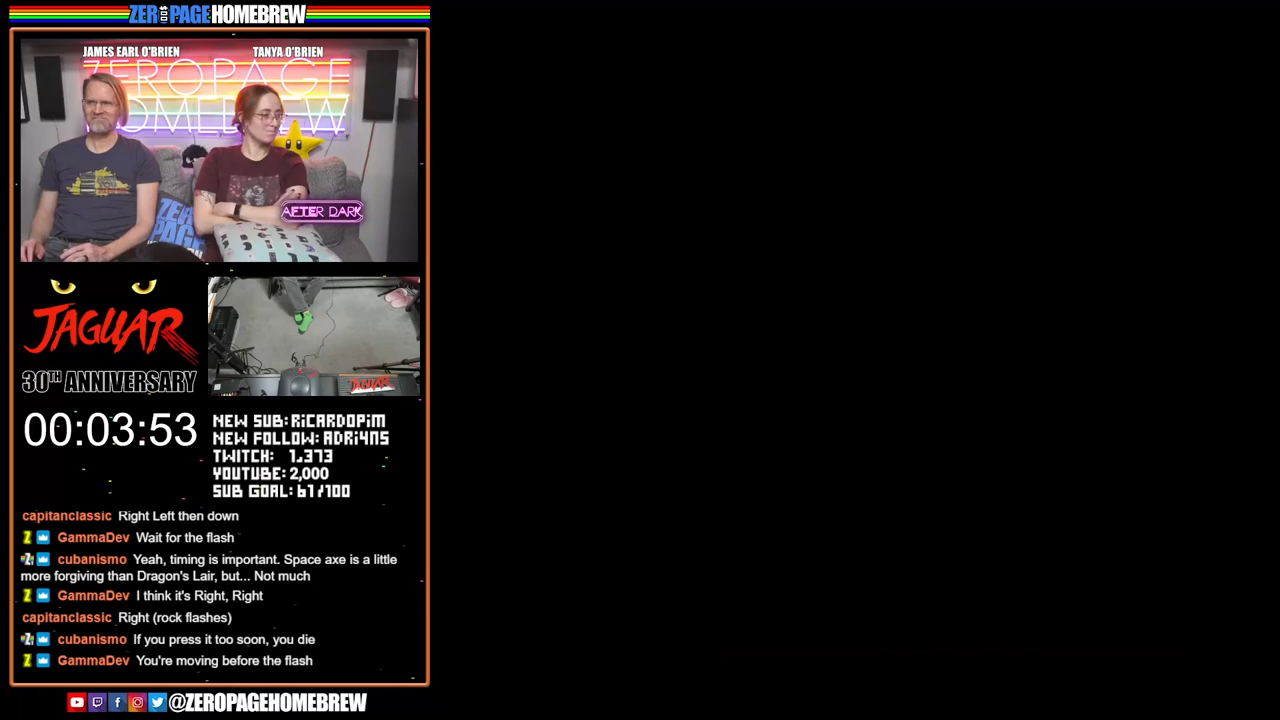 ZEROPAGE HOMEBREW
JAMES EARL O'BRIEN
TANYA O'BRIEN
ZEROPAGE
HOMEBREW
AFTER DARK
ZERO
PAGE
JAGUAR
30TH ANNIVERSARY
JAGUAR
00:03:53
NEW SUB: RICARDOPIM
NEW FOLLOW: ADRI4NS
TWITCH: 1,373
YOUTUBE: 2,000
SUB GOAL: 67/100
capitanclassic Right Left then down
GammaDev Wait for the flash
cubanismo Yeah, timing is important. Space axe is a little
more forgiving than Dragon's Lair, but... Not much
GammaDev I think it's Right, Right
capitanclassic Right (rock flashes)
cubanismo If you press it too soon, you die
GammaDev You're moving before the flash
@ZEROPAGEHOMEBREW